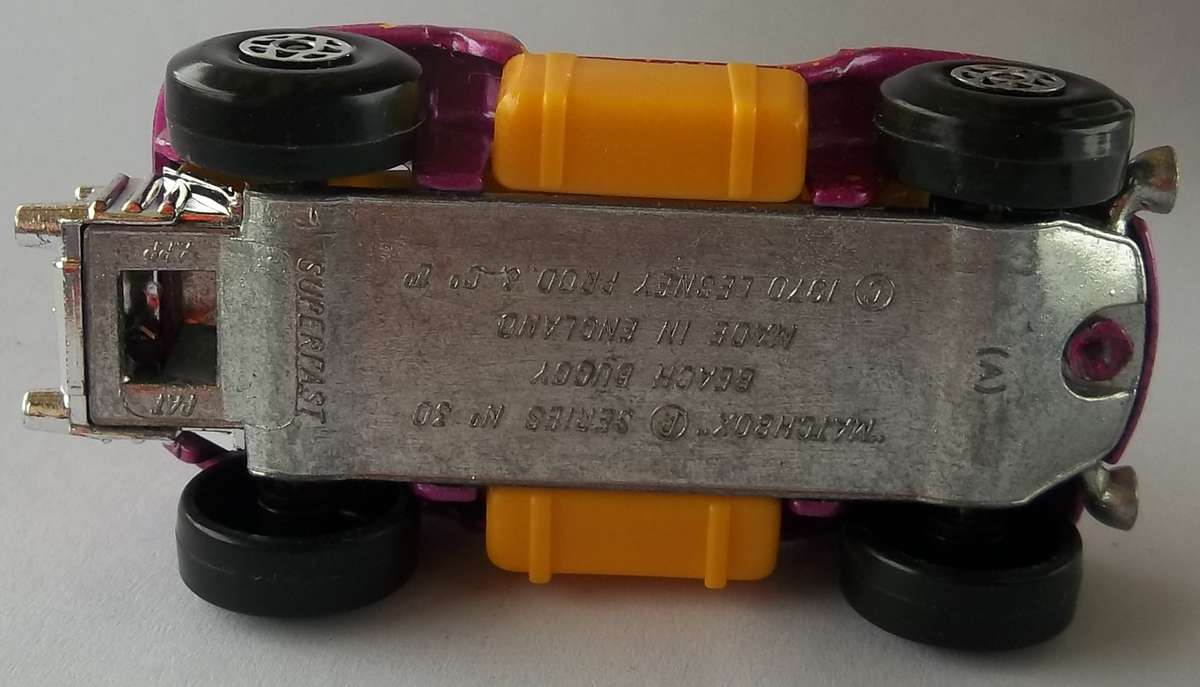 "MATCHBOX" ® SERIES Nº 30
BEACH BUGGY
MADE IN ENGLAND
© 1970 LESNEY PROD. & Cº Lᵀᴰ
(A)
SUPERFAST
PAT
APP